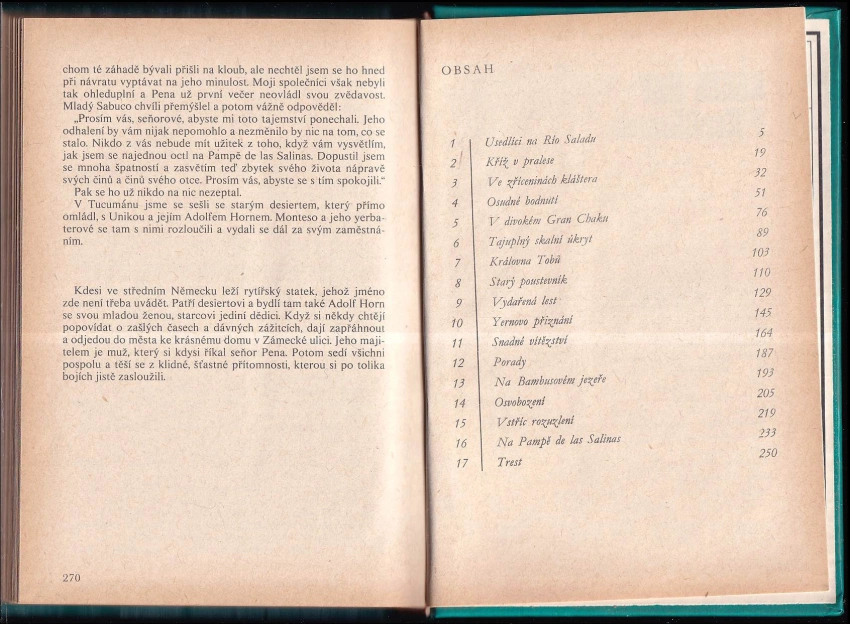 chom té záhadě bývali přišli na kloub, ale nechtěl jsem se ho hned
při návratu vyptávat na jeho minulost. Moji společníci však nebyli
tak ohleduplní a Pena už první večer neovládl svou zvědavost.
Mladý Sabuco chvíli přemýšlel a potom vážně odpověděl:
„Prosím vás, seňorové, abyste mi toto tajemství ponechali. Jeho
odhalení by vám nijak nepomohlo a nezměnilo by nic na tom, co se
stalo. Nikdo z vás nebude mít užitek z toho, když vám vysvětlím,
jak jsem se najednou octl na Pampě de las Salinas. Dopustil jsem
se mnoha špatností a zasvětím teď zbytek svého života nápravě
svých činů a činů svého otce. Prosím vás, abyste se s tím spokojili.“
Pak se ho už nikdo na nic nezeptal.
V Tucumánu jsme se sešli se starým desiertem, který přímo
omládl, s Unikou a jejím Adolfem Hornem. Monteso a jeho yerba-
terové se tam s nimi rozloučili a vydali se dál za svým zaměstná-
ním.
Kdesi ve středním Německu leží rytířský statek, jehož jméno
zde není třeba uvádět. Patří desiertovi a bydlí tam také Adolf Horn
se svou mladou ženou, starcovi jediní dědici. Když si někdy chtějí
popovídat o zašlých časech a dávných zážitcích, dají zapřáhnout
a odjedou do města ke krásnému domu v Zámecké ulici. Jeho maji-
telem je muž, který si kdysi říkal seňor Pena. Potom sedí všichni
pospolu a těší se z klidné, šťastné přítomnosti, kterou si po tolika
bojích jistě zasloužili.
270
OBSAH
1 Usedlíci na Río Saladu 5
2 Kříž v pralese 19
3 Ve zříceninách kláštera 32
4 Osudné bodnutí 51
5 V divokém Gran Chaku 76
6 Tajuplný skalní úkryt 89
7 Královna Tobů 103
8 Starý poustevník 110
9 Vydařená lest 129
10 Yernovo přiznání 145
11 Snadné vítězství 164
12 Porady 187
13 Na Bambusovém jezeře 193
14 Osvobození 205
15 Vstříc rozuzlení 219
16 Na Pampě de las Salinas 233
17 Trest 250